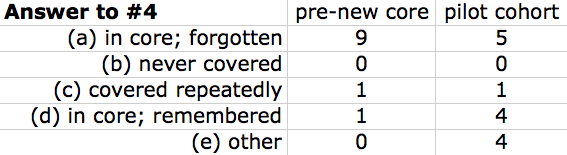 Answer to #4 pre-new core pilot cohort
(a) in core; forgotten 9 5
(b) never covered 0 0
(c) covered repeatedly 1 1
(d) in core; remembered 1 4
(e) other 0 4